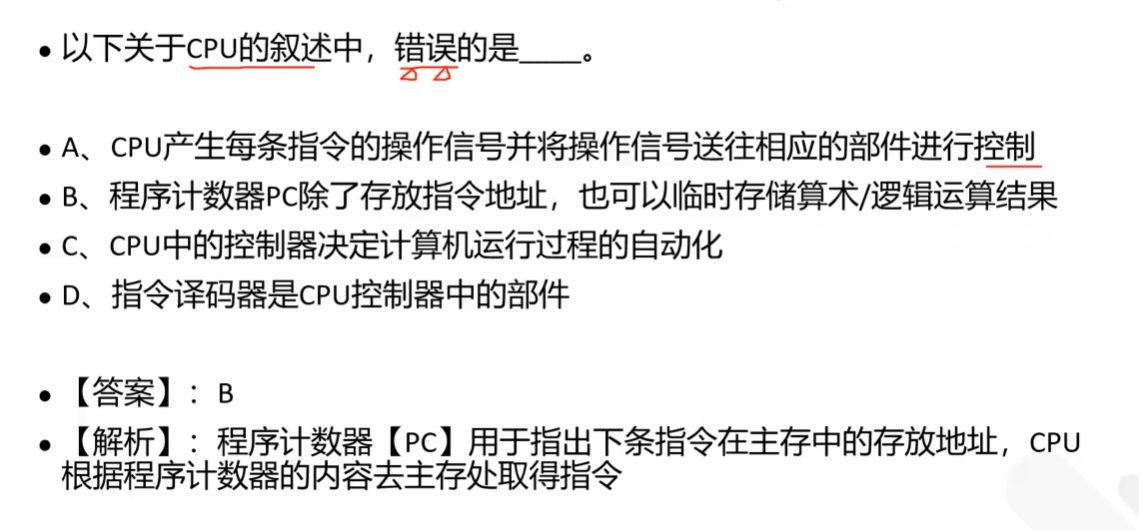 • 以下关于CPU的叙述中，错误的是____。
• A、CPU产生每条指令的操作信号并将操作信号送往相应的部件进行控制
• B、程序计数器PC除了存放指令地址，也可以临时存储算术/逻辑运算结果
• C、CPU中的控制器决定计算机运行过程的自动化
• D、指令译码器是CPU控制器中的部件
• 【答案】：B
• 【解析】：程序计数器【PC】用于指出下条指令在主存中的存放地址，CPU
根据程序计数器的内容去主存处取得指令